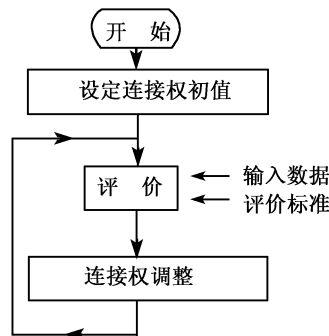 开 始
设定连接权初值
评 价
输入数据
评价标准
连接权调整